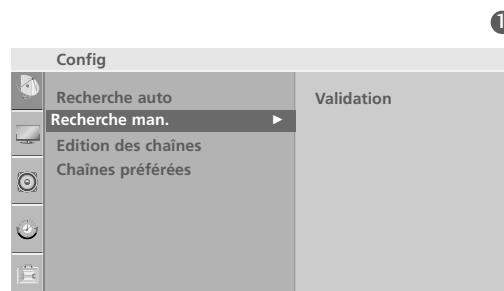 1
Config
Recherche auto
Validation
Recherche man. ►
Edition des chaînes
Chaînes préférées